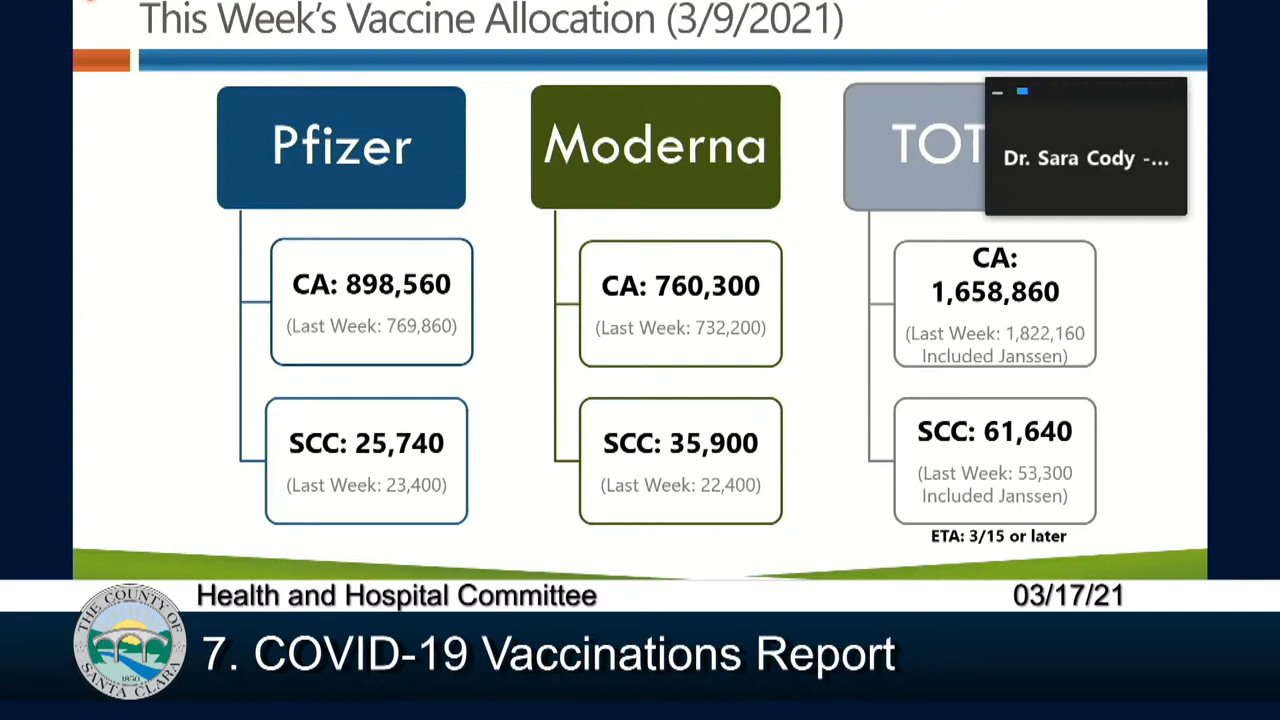 This Week's Vaccine Allocation (3/9/2021)
Pfizer
Moderna
Dr. Sara Cody -...
CA: 898,560
(Last Week: 769,860)
CA: 760,300
(Last Week: 732,200)
CA:
1,658,860
(Last Week: 1,822,160
Included Janssen)
SCC: 25,740
(Last Week: 23,400)
SCC: 35,900
(Last Week: 22,400)
SCC: 61,640
(Last Week: 53,300
Included Janssen)
ETA: 3/15 or later
Health and Hospital Committee
03/17/21
THE COUNTY OF
SANTA CLARA
1850
7. COVID-19 Vaccinations Report